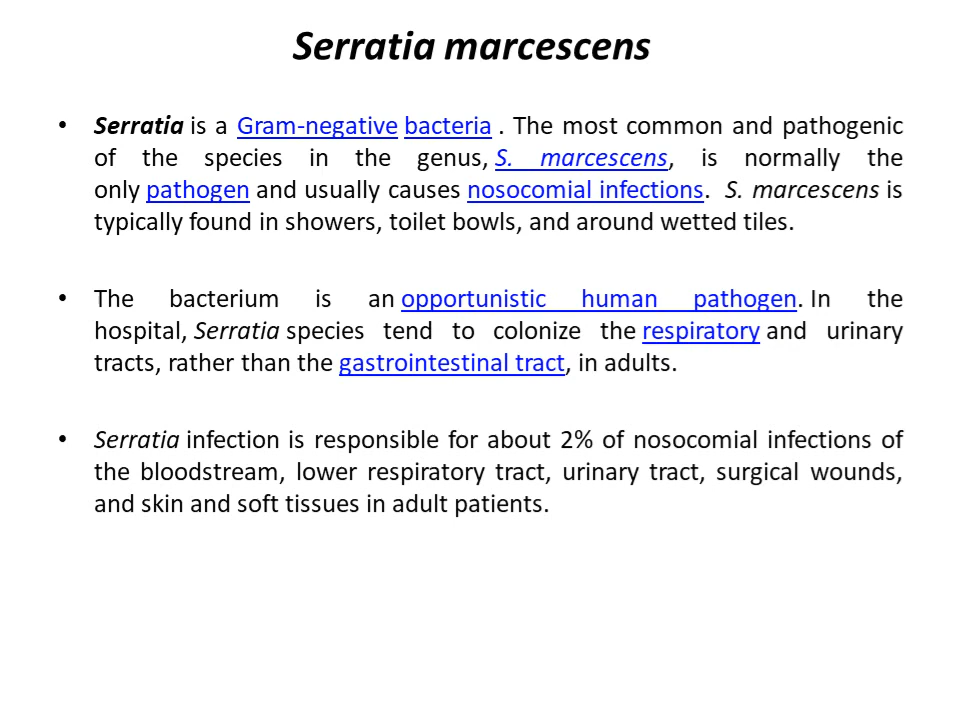 Serratia marcescens
• Serratia is a Gram-negative bacteria . The most common and pathogenic
of the species in the genus, S. marcescens, is normally the
only pathogen and usually causes nosocomial infections. S. marcescens is
typically found in showers, toilet bowls, and around wetted tiles.
• The bacterium is an opportunistic human pathogen. In the
hospital, Serratia species tend to colonize the respiratory and urinary
tracts, rather than the gastrointestinal tract, in adults.
• Serratia infection is responsible for about 2% of nosocomial infections of
the bloodstream, lower respiratory tract, urinary tract, surgical wounds,
and skin and soft tissues in adult patients.